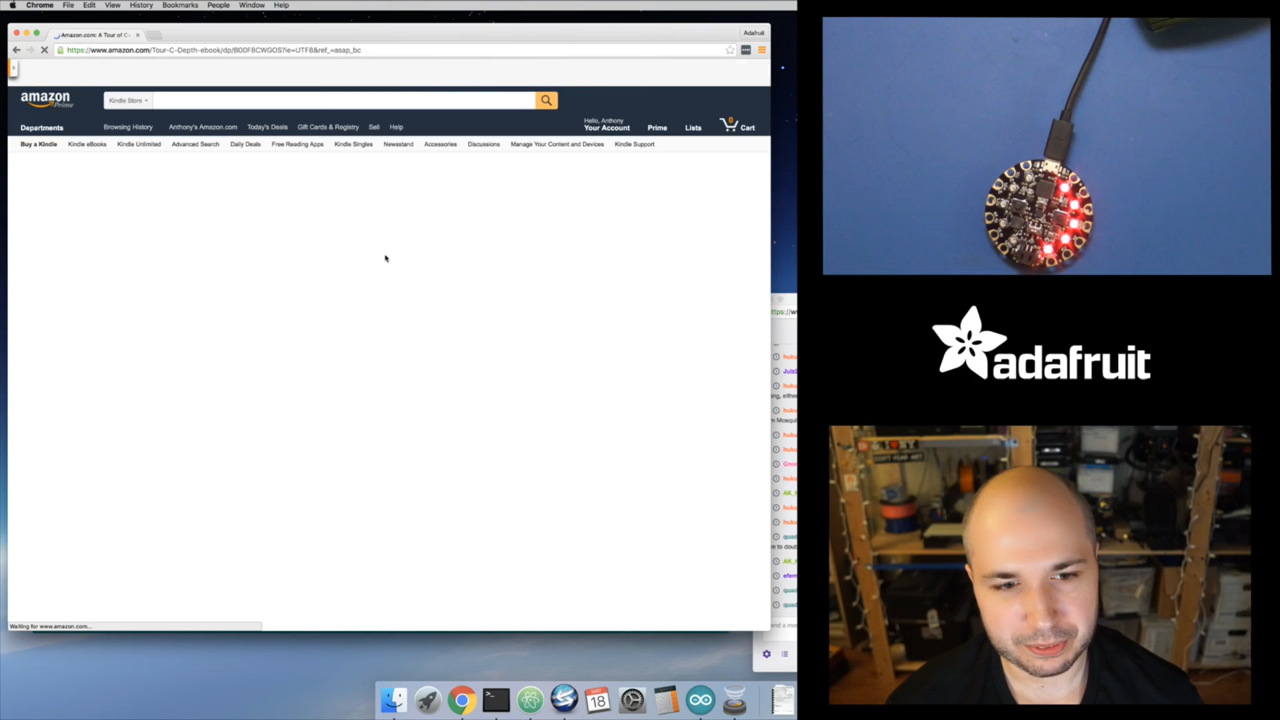 Chrome File Edit View History Bookmarks People Window Help
Amazon.com: A Tour of C-
Adafruit
https://www.amazon.com/Tour-C-Depth-ebook/dp/B00F8CWGOS?ie=UTF8&ref_=asap_bc
amazon
Prime
Kindle Store
Departments
Browsing History Anthony's Amazon.com Today's Deals Gift Cards & Registry Sell Help
Hello, Anthony
Your Account Prime Lists
0
Cart
Buy a Kindle Kindle eBooks Kindle Unlimited Advanced Search Daily Deals Free Reading Apps Kindle Singles Newsstand Accessories Discussions Manage Your Content and Devices Kindle Support
Waiting for www.amazon.com...
18
adafruit